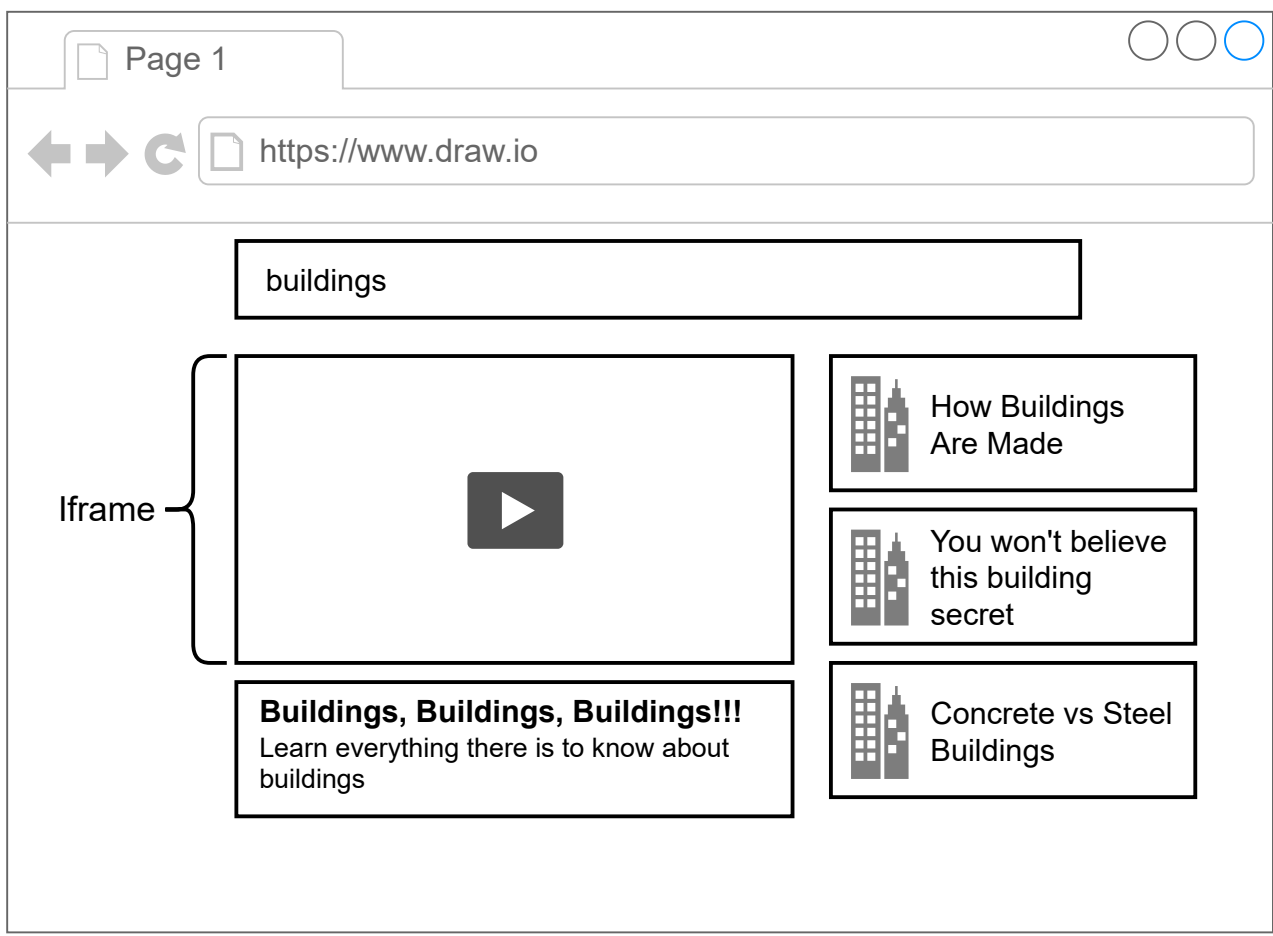 Page 1
https://www.draw.io
buildings
Iframe
Buildings, Buildings, Buildings!!!
Learn everything there is to know about
buildings
How Buildings
Are Made
You won't believe
this building
secret
Concrete vs Steel
Buildings